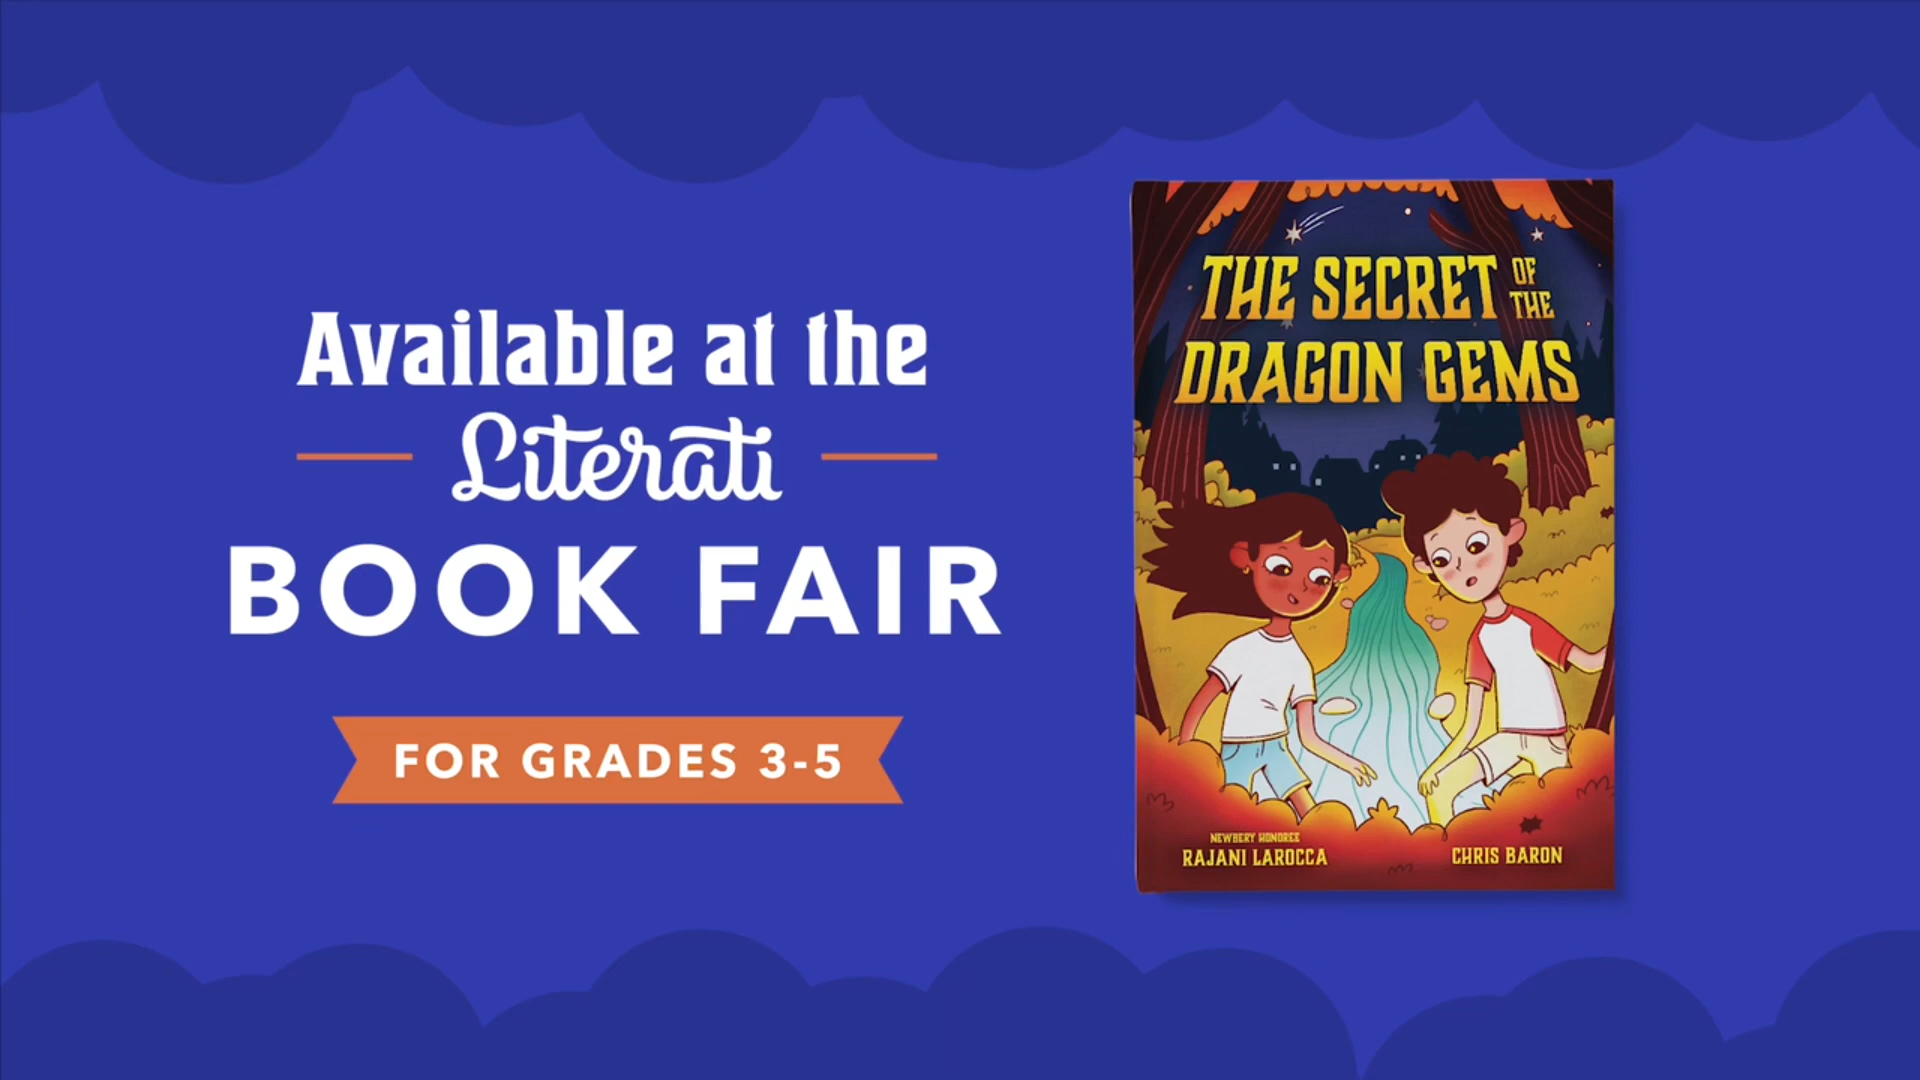 Available at the
Literati
BOOK FAIR
FOR GRADES 3-5
THE SECRET OF THE
DRAGON GEMS
NEWBERY HONOREE
RAJANI LAROCCA
CHRIS BARON